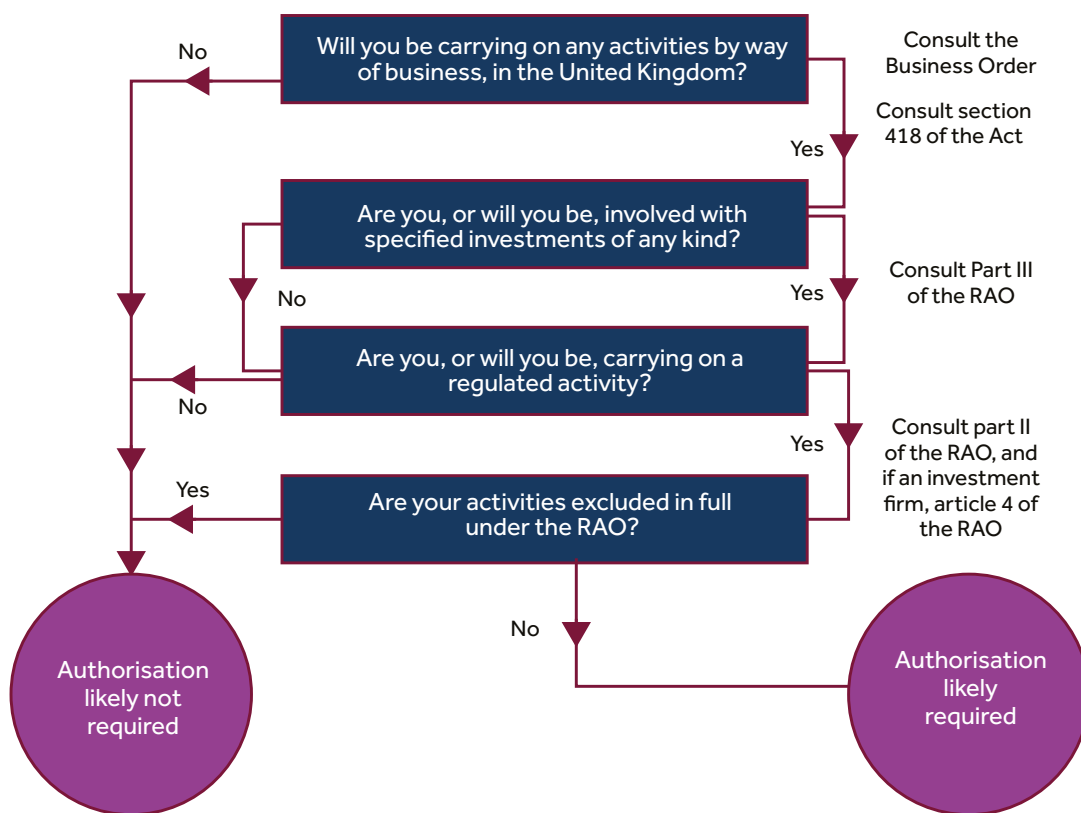 No
Will you be carrying on any activities by way
of business, in the United Kingdom?
Consult the
Business Order
Consult section
418 of the Act
Yes
Are you, or will you be, involved with
specified investments of any kind?
No
Yes
Consult Part III
of the RAO
Are you, or will you be, carrying on a
regulated activity?
No
Yes
Consult part II
of the RAO, and
if an investment
firm, article 4 of
the RAO
Yes
Are your activities excluded in full
under the RAO?
No
Authorisation
likely not
required
Authorisation
likely
required